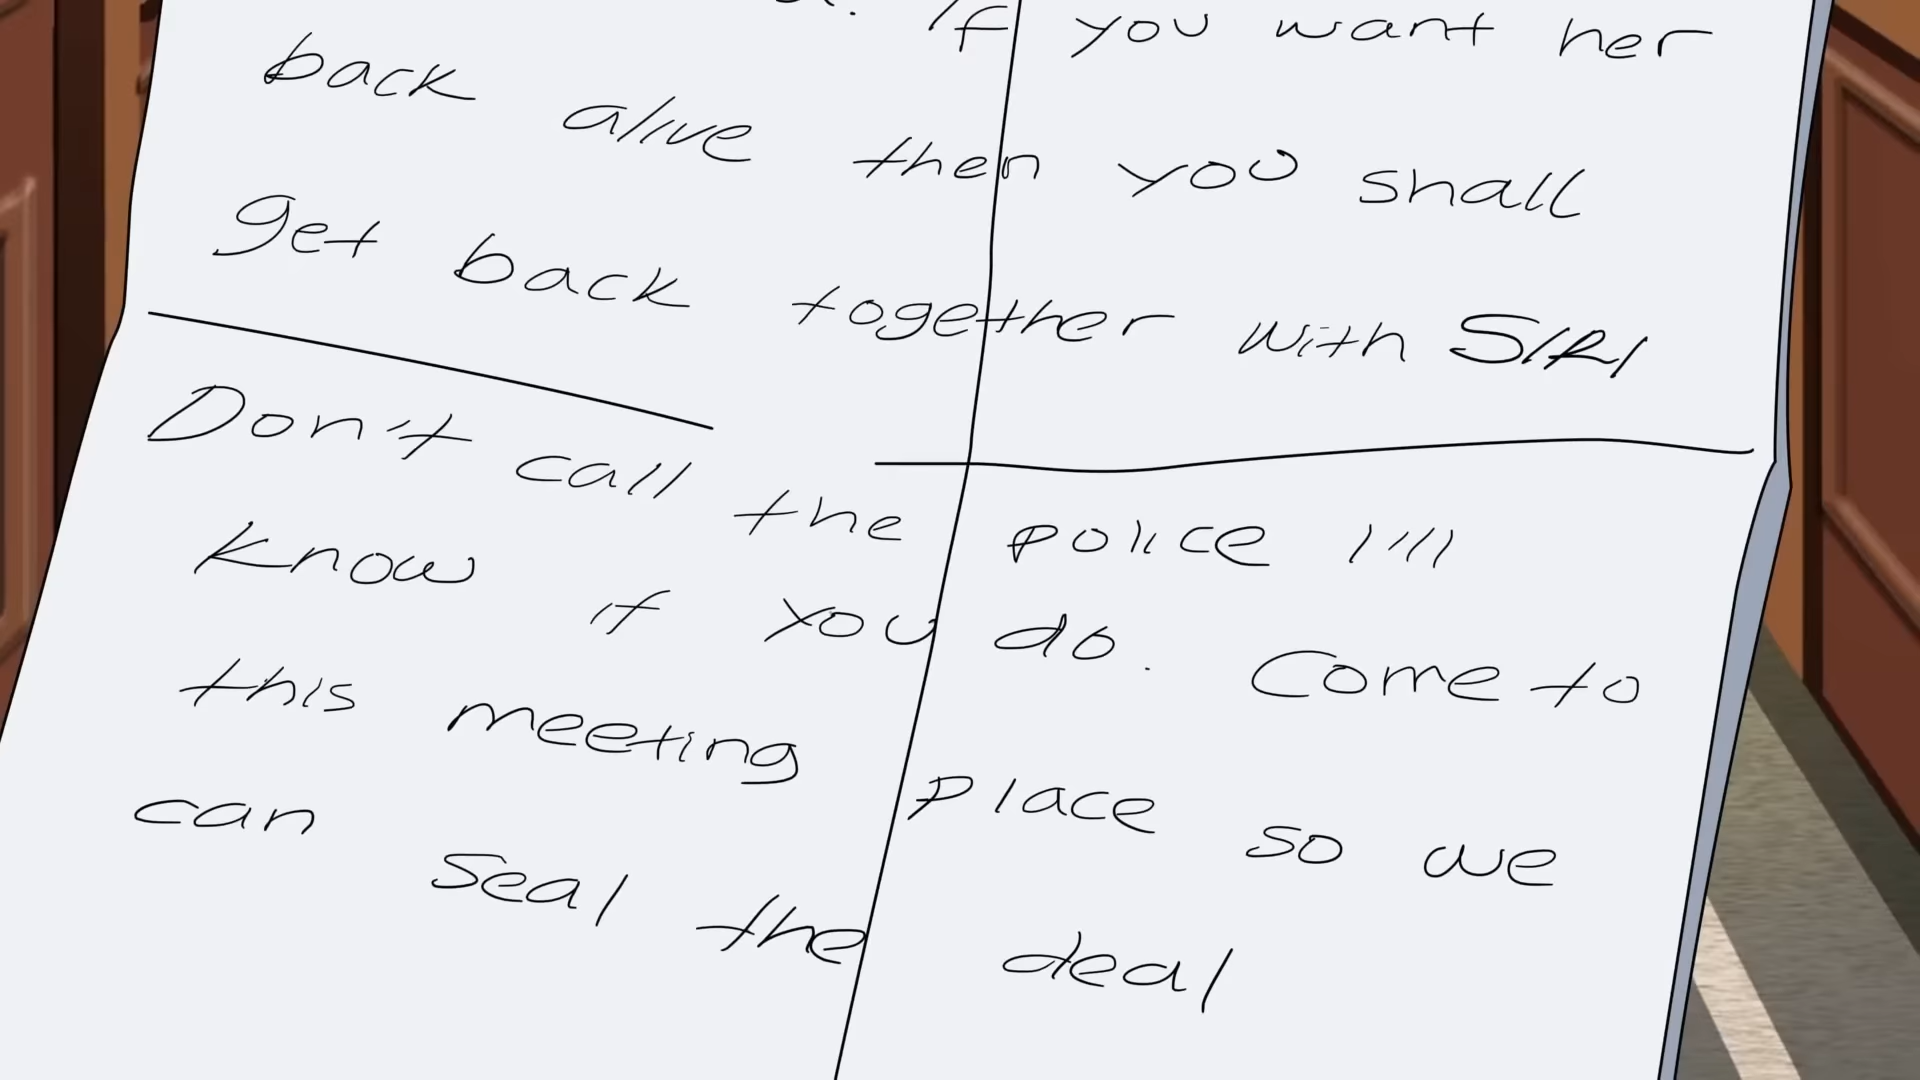 If you want her
back alive then you shall
get back together with SIRI
Don't call the police I'll
know if you do. Come to
this meeting place so we
can seal the deal